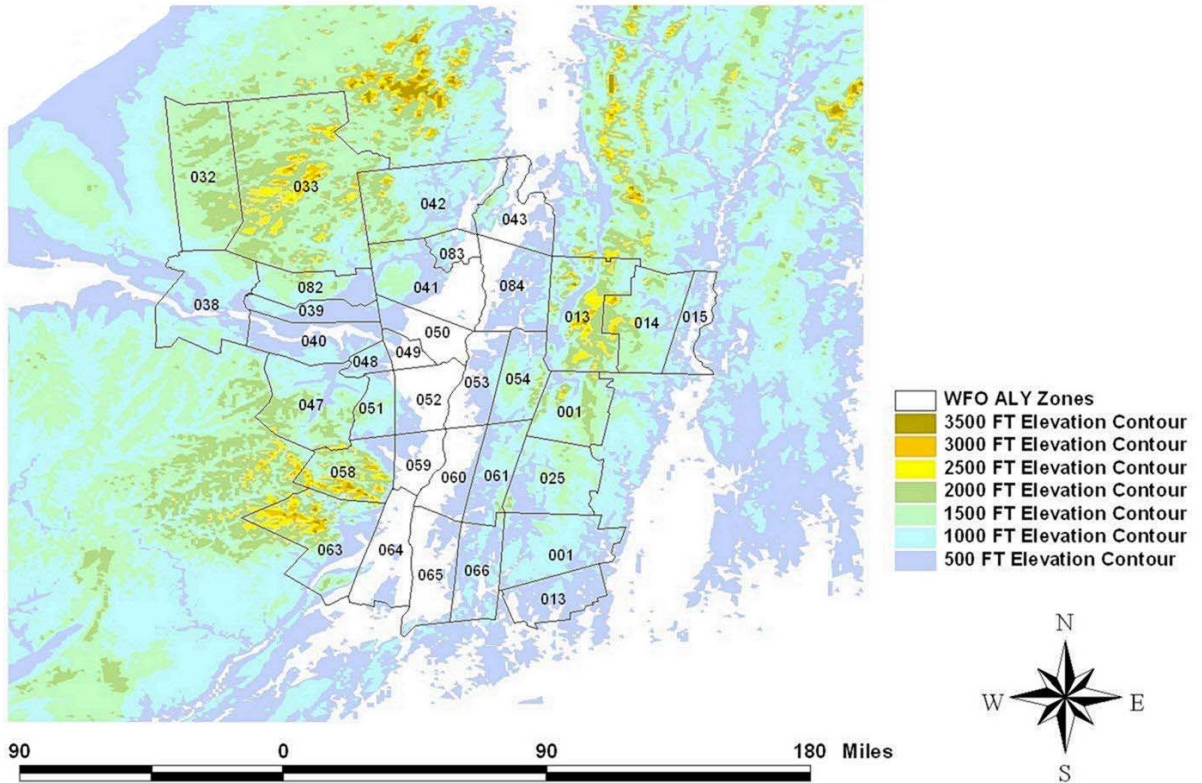 032
033
042
043
083
082
041
084
038
039
013
014
015
050
040
049
048
053
054
047
051
052
001
059
058
060
061
025
063
064
001
065
066
013
WFO ALY Zones
3500 FT Elevation Contour
3000 FT Elevation Contour
2500 FT Elevation Contour
2000 FT Elevation Contour
1500 FT Elevation Contour
1000 FT Elevation Contour
500 FT Elevation Contour
N
W E
S
90 0 90 180 Miles